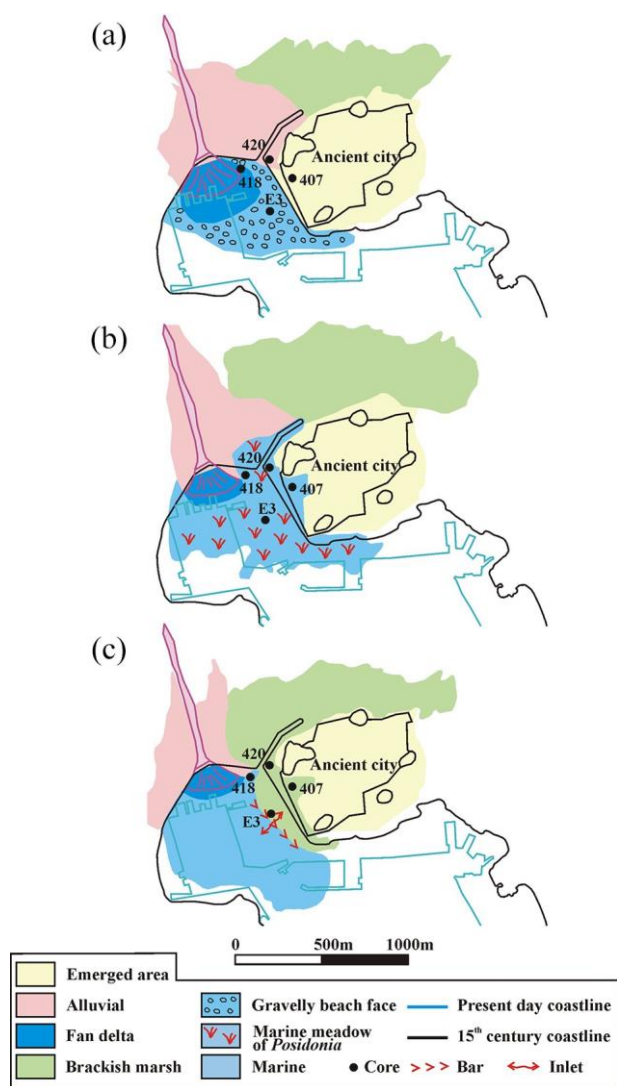 (a)
420
Ancient city
418
407
E3
(b)
420
Ancient city
418
407
E3
(c)
420
Ancient city
418
407
E3
0 500m 1000m
Emerged area
Alluvial
Gravelly beach face
Present day coastline
Fan delta
Marine meadow
of Posidonia
15th century coastline
Brackish marsh
Marine
Core
Bar
Inlet